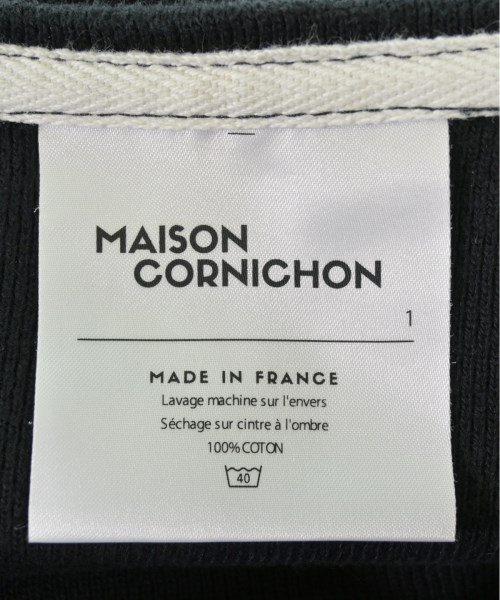 MAISON
CORNICHON
1
MADE IN FRANCE
Lavage machine sur l'envers
Séchage sur cintre à l'ombre
100% COTON
40